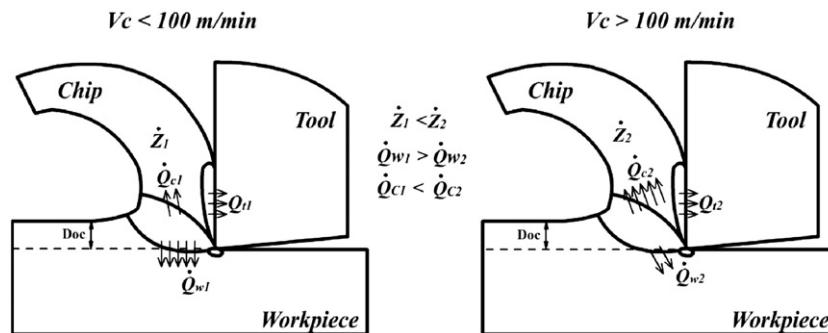 Vc < 100 m/min
Chip
Tool
Ż1
Q̇c1
Q̇t1
Doc
Q̇w1
Workpiece
Ż1 < Ż2
Q̇w1 > Q̇w2
Q̇C1 < Q̇C2
Vc > 100 m/min
Chip
Tool
Ż2
Q̇c2
Q̇t2
Doc
Q̇w2
Workpiece